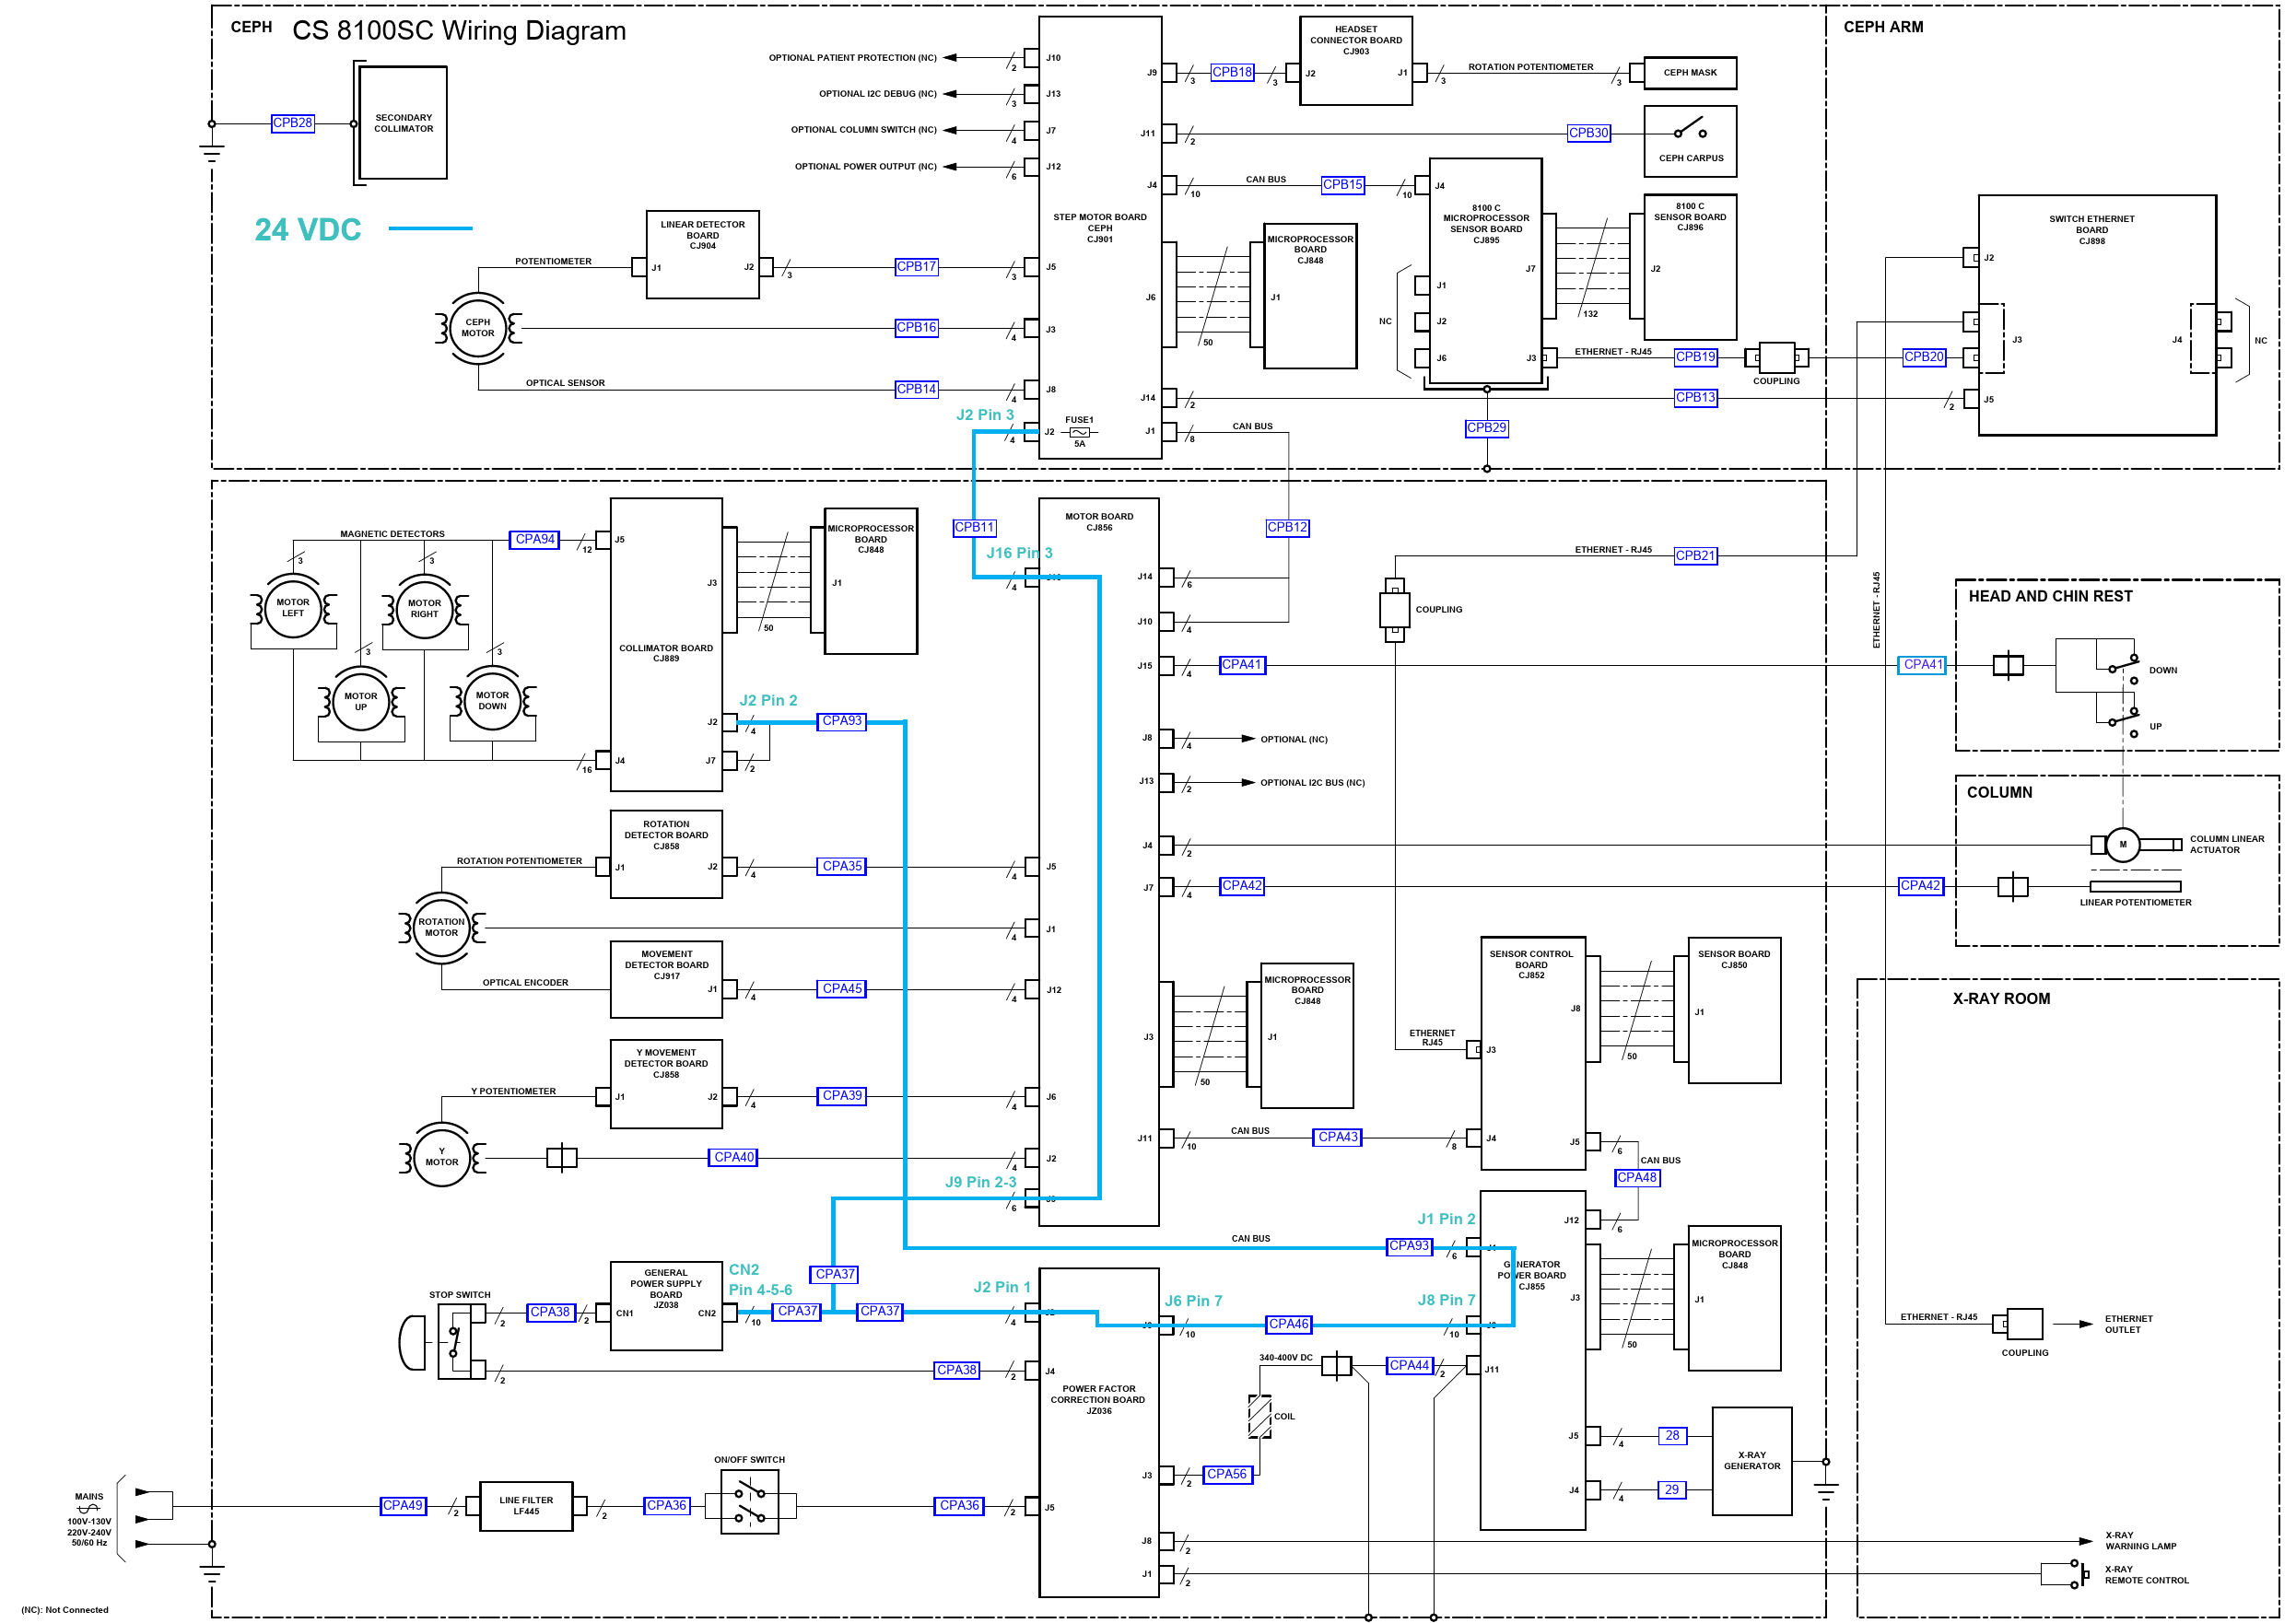 CEPH
CS 8100SC Wiring Diagram
CEPH ARM
OPTIONAL PATIENT PROTECTION (NC)
2
J10
OPTIONAL I2C DEBUG (NC)
3
J13
OPTIONAL COLUMN SWITCH (NC)
4
J7
OPTIONAL POWER OUTPUT (NC)
6
J12
J9
3
CPB18
3
J2
HEADSET
CONNECTOR BOARD
CJ903
J1
3
ROTATION POTENTIOMETER
3
CEPH MASK
CPB28
SECONDARY
COLLIMATOR
J11
2
CPB30
CEPH CARPUS
J4
10
CAN BUS
CPB15
10
J4
24 VDC
LINEAR DETECTOR
BOARD
CJ904
J1
J2
3
POTENTIOMETER
CPB17
3
J5
STEP MOTOR BOARD
CEPH
CJ901
J6
50
MICROPROCESSOR
BOARD
CJ848
J1
8100 C
MICROPROCESSOR
SENSOR BOARD
CJ895
J7
J1
J2
J6
NC
J3
132
8100 C
SENSOR BOARD
CJ896
J2
SWITCH ETHERNET
BOARD
CJ898
J2
J3
J4
NC
J5
CEPH
MOTOR
CPB16
4
J3
OPTICAL SENSOR
CPB14
4
J8
ETHERNET - RJ45
CPB19
COUPLING
CPB20
J14
2
CPB13
2
J2 Pin 3
4
J2
FUSE1
5A
J1
8
CAN BUS
CPB29
CPB11
CPB12
MAGNETIC DETECTORS
CPA94
12
J5
3
3
3
3
MOTOR
LEFT
MOTOR
RIGHT
MOTOR
UP
MOTOR
DOWN
J3
COLLIMATOR BOARD
CJ889
50
MICROPROCESSOR
BOARD
CJ848
J1
16
J4
J2
4
J7
2
J2 Pin 2
CPA93
MOTOR BOARD
CJ856
J16 Pin 3
4
J14
6
J10
4
J15
4
CPA41
ETHERNET - RJ45
CPB21
COUPLING
ETHERNET - RJ45
CPA41
HEAD AND CHIN REST
DOWN
UP
J8
4
OPTIONAL (NC)
J13
2
OPTIONAL I2C BUS (NC)
COLUMN
J4
2
M
COLUMN LINEAR
ACTUATOR
J7
4
CPA42
CPA42
LINEAR POTENTIOMETER
ROTATION
DETECTOR BOARD
CJ858
ROTATION POTENTIOMETER
J1
J2
4
CPA35
4
J5
ROTATION
MOTOR
4
J1
MOVEMENT
DETECTOR BOARD
CJ917
OPTICAL ENCODER
J1
4
CPA45
4
J12
Y MOVEMENT
DETECTOR BOARD
CJ858
Y POTENTIOMETER
J1
J2
4
CPA39
4
J6
Y
MOTOR
CPA40
4
J2
J9 Pin 2-3
6
J3
50
MICROPROCESSOR
BOARD
CJ848
J1
J11
10
CAN BUS
CPA43
8
J4
SENSOR CONTROL
BOARD
CJ852
J8
ETHERNET
RJ45
J3
50
SENSOR BOARD
CJ850
J1
J5
6
CAN BUS
CPA48
6
J12
X-RAY ROOM
CAN BUS
CPA93
6
J1 Pin 2
GENERATOR
POWER BOARD
CJ855
J3
50
MICROPROCESSOR
BOARD
CJ848
J1
GENERAL
POWER SUPPLY
BOARD
JZ038
CN1
CN2
10
CN2
Pin 4-5-6
CPA37
CPA37
CPA37
J2 Pin 1
4
J6 Pin 7
10
CPA46
J8 Pin 7
10
STOP SWITCH
2
CPA38
2
2
CPA38
2
J4
POWER FACTOR
CORRECTION BOARD
JZ036
340-400V DC
CPA44
2
J11
COIL
J3
2
CPA56
J5
4
28
J4
4
29
X-RAY
GENERATOR
ETHERNET - RJ45
COUPLING
ETHERNET
OUTLET
MAINS
100V-130V
220V-240V
50/60 Hz
CPA49
2
LINE FILTER
LF445
2
CPA36
ON/OFF SWITCH
CPA36
2
J5
J8
2
X-RAY
WARNING LAMP
J1
2
X-RAY
REMOTE CONTROL
(NC): Not Connected